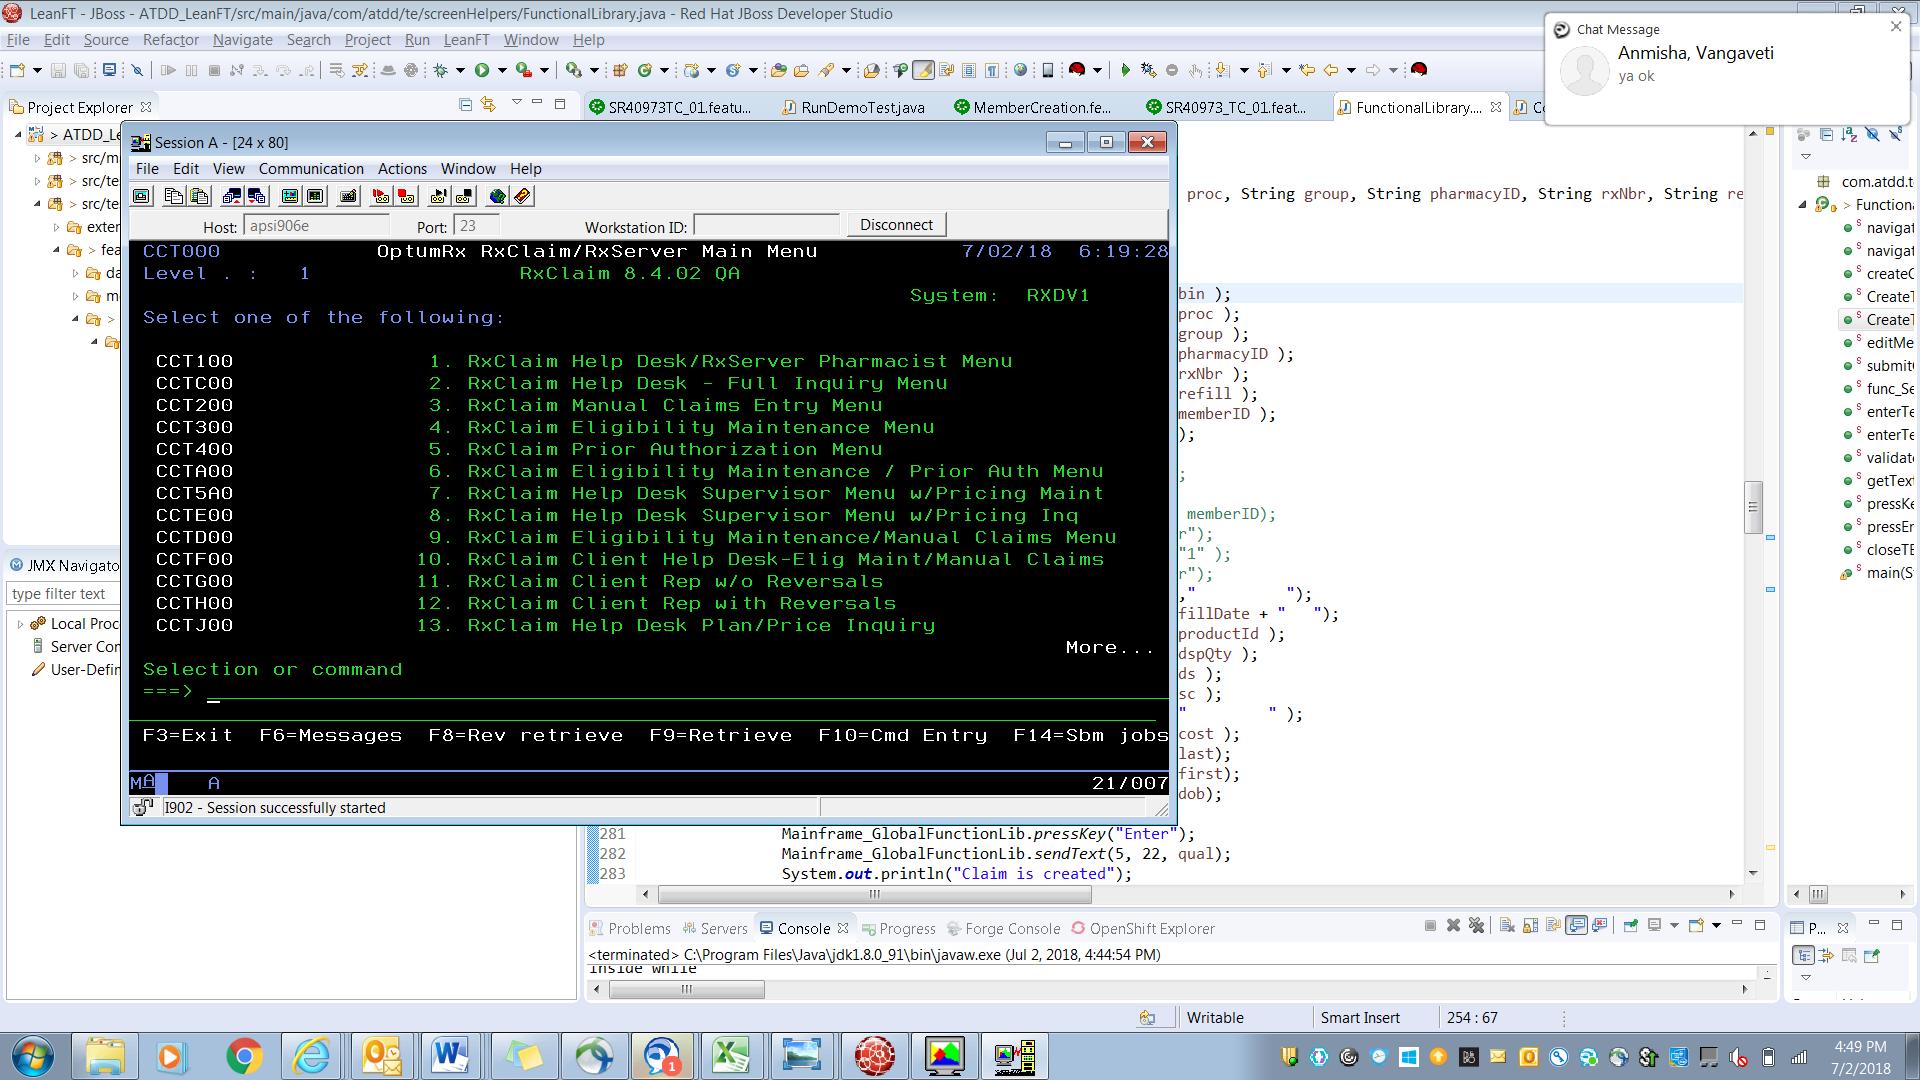 LeanFT - JBoss - ATDD_LeanFT/src/main/java/com/atdd/te/screenHelpers/FunctionalLibrary.java - Red Hat JBoss Developer Studio
File Edit Source Refactor Navigate Search Project Run LeanFT Window Help
Chat Message
Anmisha, Vangaveti
ya ok
Project Explorer
SR40973TC_01.featu...
RunDemoTest.java
MemberCreation.fe...
SR40973_TC_01.feat...
FunctionalLibrary....
> ATDD_Le
> src/m
> src/te
> src/te
exter
> fea
da
me
>
Session A - [24 x 80]
File Edit View Communication Actions Window Help
Host: apsi906e Port: 23 Workstation ID: Disconnect
CCT000 OptumRx RxClaim/RxServer Main Menu 7/02/18 6:19:28
Level . : 1 RxClaim 8.4.02 QA
System: RXDV1
Select one of the following:
CCT100 1. RxClaim Help Desk/RxServer Pharmacist Menu
CCTC00 2. RxClaim Help Desk - Full Inquiry Menu
CCT200 3. RxClaim Manual Claims Entry Menu
CCT300 4. RxClaim Eligibility Maintenance Menu
CCT400 5. RxClaim Prior Authorization Menu
CCTA00 6. RxClaim Eligibility Maintenance / Prior Auth Menu
CCT5A0 7. RxClaim Help Desk Supervisor Menu w/Pricing Maint
CCTE00 8. RxClaim Help Desk Supervisor Menu w/Pricing Inq
CCTD00 9. RxClaim Eligibility Maintenance/Manual Claims Menu
CCTF00 10. RxClaim Client Help Desk-Elig Maint/Manual Claims
CCTG00 11. RxClaim Client Rep w/o Reversals
CCTH00 12. RxClaim Client Rep with Reversals
CCTJ00 13. RxClaim Help Desk Plan/Price Inquiry
More...
Selection or command
===>
F3=Exit F6=Messages F8=Rev retrieve F9=Retrieve F10=Cmd Entry F14=Sbm jobs
MA A 21/007
I902 - Session successfully started
proc, String group, String pharmacyID, String rxNbr, String re
bin );
proc );
group );
pharmacyID );
rxNbr );
refill );
memberID );
);
;
memberID);
r");
"1" );
r");
," ");
fillDate + " ");
productId );
dspQty );
ds );
sc );
" " );
cost );
last);
first);
dob);
281 Mainframe_GlobalFunctionLib.pressKey("Enter");
282 Mainframe_GlobalFunctionLib.sendText(5, 22, qual);
283 System.out.println("Claim is created");
com.atdd.t
> Functiona
navigat
navigat
createC
CreateT
CreateT
editMe
submit
func_Se
enterTe
enterTe
validat
getText
pressKe
pressEn
closeTE
main(S
JMX Navigato
type filter text
Local Proc
Server Con
User-Defin
Problems Servers Console Progress Forge Console OpenShift Explorer
<terminated> C:\Program Files\Java\jdk1.8.0_91\bin\javaw.exe (Jul 2, 2018, 4:44:54 PM)
inside while
P...
Writable Smart Insert 254 : 67
1
4:49 PM
7/2/2018